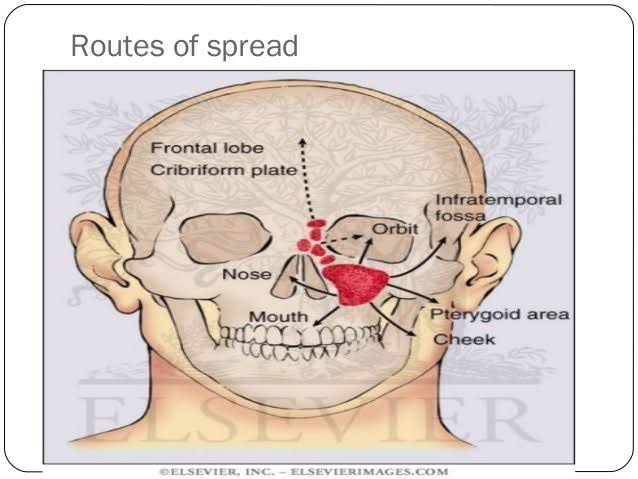 Routes of spread
Frontal lobe
Cribriform plate
Infratemporal
fossa
Orbit
Nose
Mouth
Pterygoid area
Cheek
ELSEVIER
©ELSEVIER, INC. – ELSEVIERIMAGES.COM